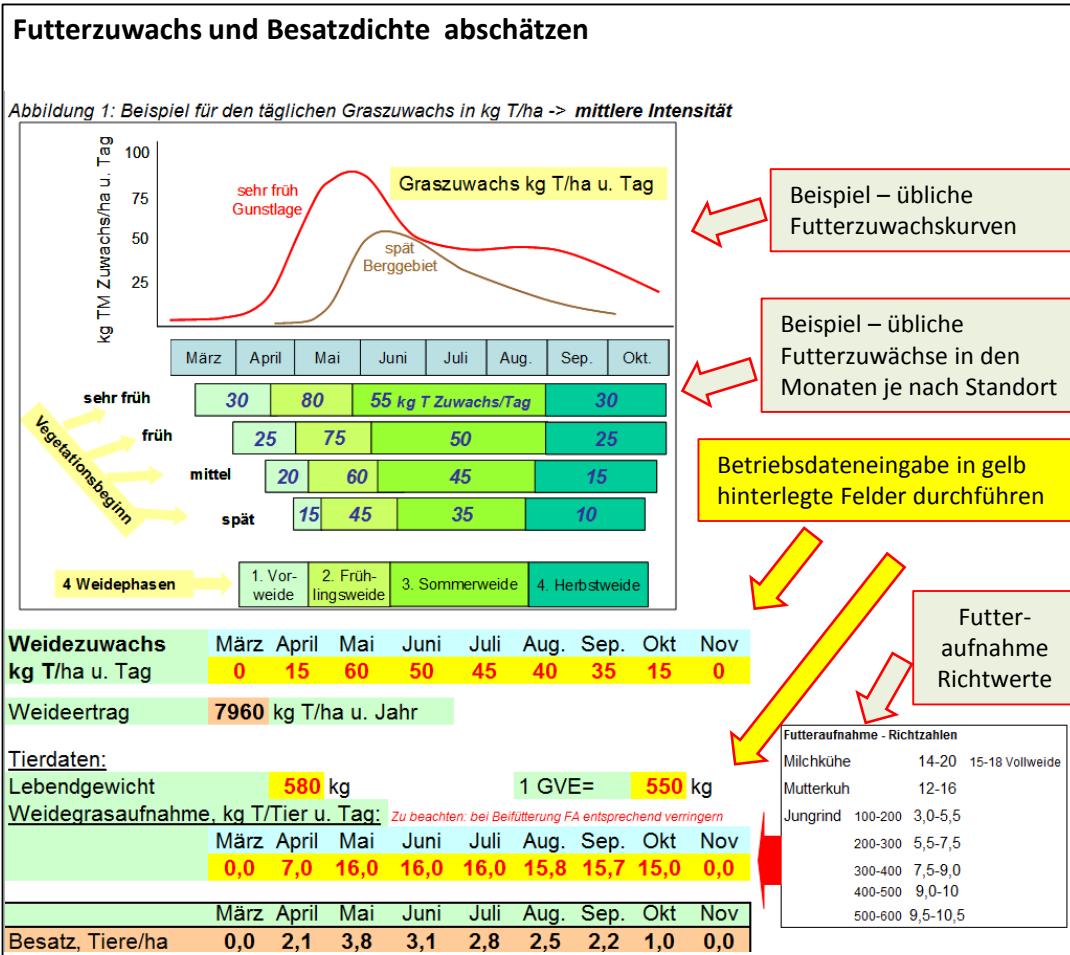 Futterzuwachs und Besatzdichte abschätzen
Abbildung 1: Beispiel für den täglichen Graszuwachs in kg T/ha -> mittlere Intensität
kg TM Zuwachs/ha u. Tag
100
75
50
25
sehr früh
Gunstlage
Graszuwachs kg T/ha u. Tag
spät
Berggebiet
März April Mai Juni Juli Aug. Sep. Okt.
sehr früh 30 80 55 kg T Zuwachs/Tag 30
früh 25 75 50 25
mittel 20 60 45 15
spät 15 45 35 10
Vegetationsbeginn
4 Weidephasen
1. Vor-
weide
2. Früh-
lingsweide
3. Sommerweide
4. Herbstweide
Beispiel – übliche
Futterzuwachskurven
Beispiel – übliche
Futterzuwächse in den
Monaten je nach Standort
Betriebsdateneingabe in gelb
hinterlegte Felder durchführen
Futter-
aufnahme
Richtwerte
Weidezuwachs März April Mai Juni Juli Aug. Sep. Okt Nov
kg T/ha u. Tag 0 15 60 50 45 40 35 15 0
Weideertrag 7960 kg T/ha u. Jahr
Tierdaten:
Lebendgewicht 580 kg 1 GVE= 550 kg
Weidegrasaufnahme, kg T/Tier u. Tag: Zu beachten: bei Beifütterung FA entsprechend verringern
März April Mai Juni Juli Aug. Sep. Okt Nov
0,0 7,0 16,0 16,0 16,0 15,8 15,7 15,0 0,0
März April Mai Juni Juli Aug. Sep. Okt Nov
Besatz, Tiere/ha 0,0 2,1 3,8 3,1 2,8 2,5 2,2 1,0 0,0
Futteraufnahme - Richtzahlen
Milchkühe 14-20 15-18 Vollweide
Mutterkuh 12-16
Jungrind 100-200 3,0-5,5
200-300 5,5-7,5
300-400 7,5-9,0
400-500 9,0-10
500-600 9,5-10,5